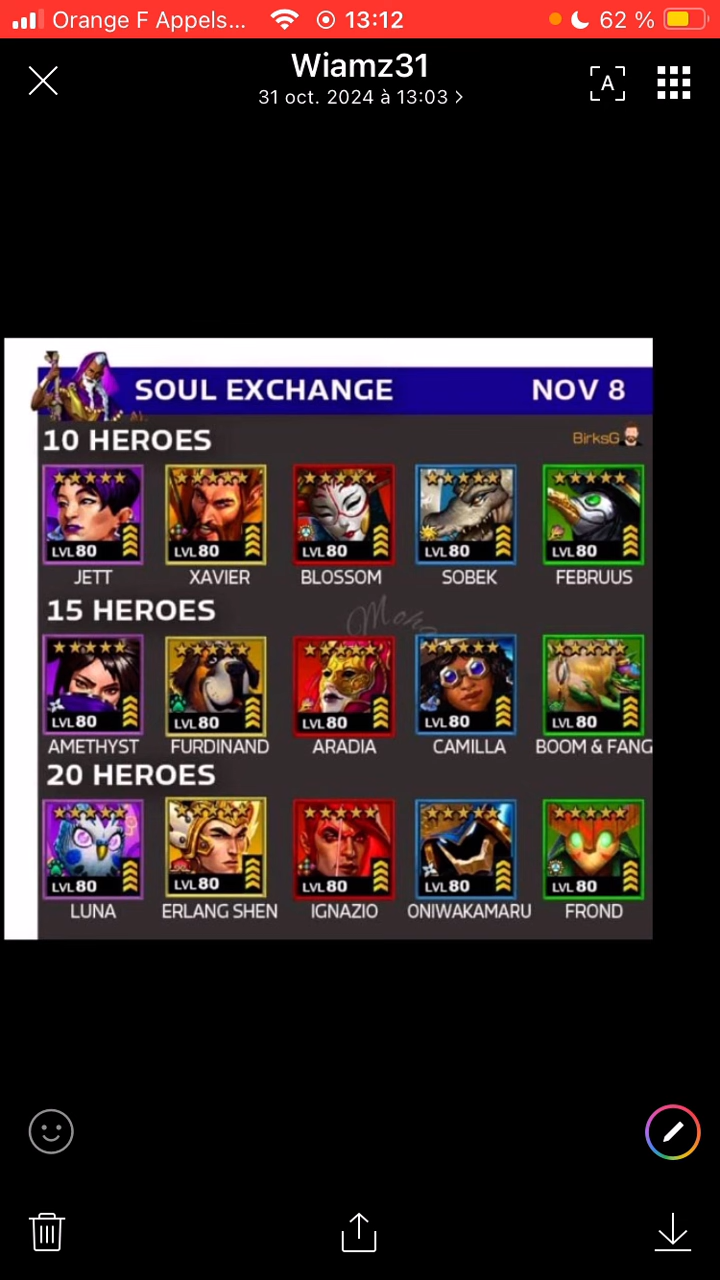 Orange F Appels... 13:12 62 %
Wiamz31
31 oct. 2024 à 13:03 >
A
SOUL EXCHANGE NOV 8
10 HEROES BirksG
LVL 80 LVL 80 LVL 80 LVL 80 LVL 80
JETT XAVIER BLOSSOM SOBEK FEBRUUS
15 HEROES
LVL 80 LVL 80 LVL 80 LVL 80 LVL 80
AMETHYST FURDINAND ARADIA CAMILLA BOOM & FANG
20 HEROES
LVL 80 LVL 80 LVL 80 LVL 80 LVL 80
LUNA ERLANG SHEN IGNAZIO ONIWAKAMARU FROND